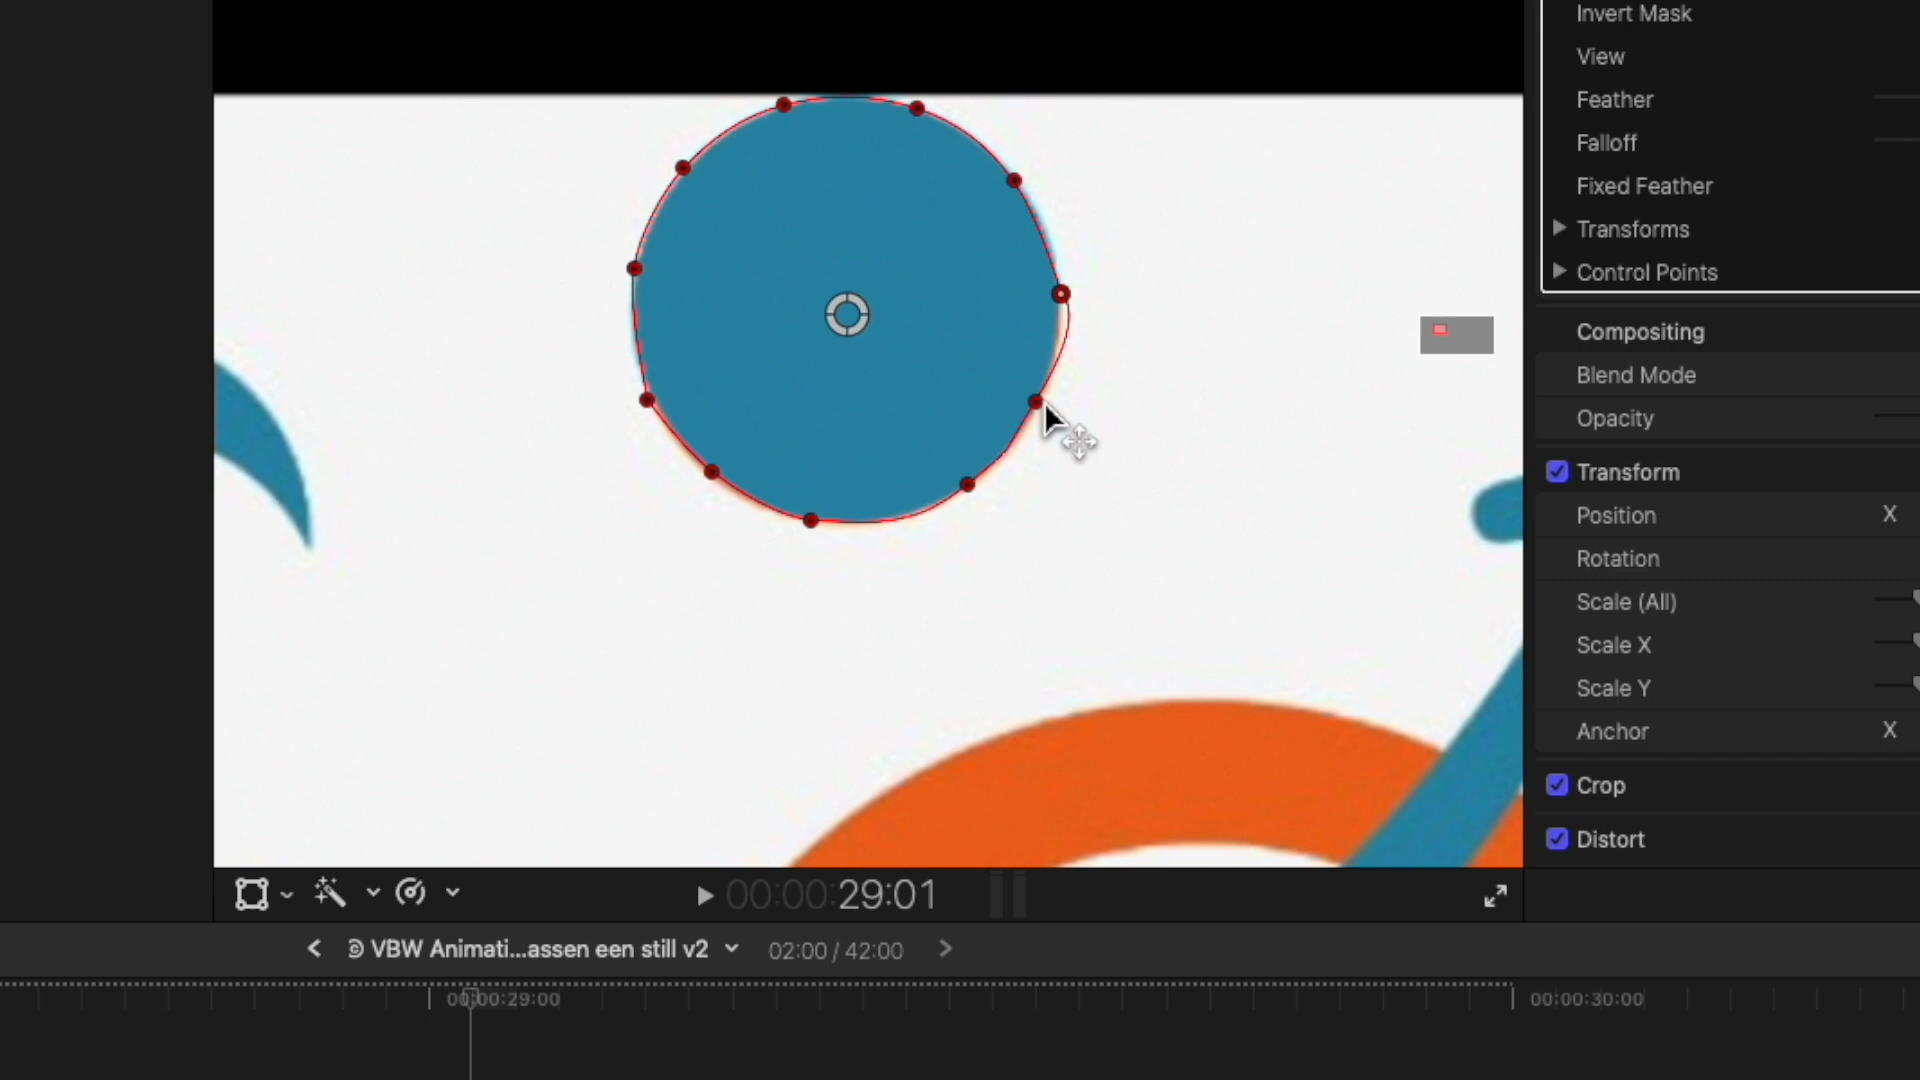 Invert Mask
View
Feather
Falloff
Fixed Feather
Transforms
Control Points
Compositing
Blend Mode
Opacity
Transform
Position X
Rotation
Scale (All)
Scale X
Scale Y
Anchor X
Crop
Distort
00:00:29:01
VBW Animati...assen een still v2
02:00 / 42:00
00:00:29:00
00:00:30:00